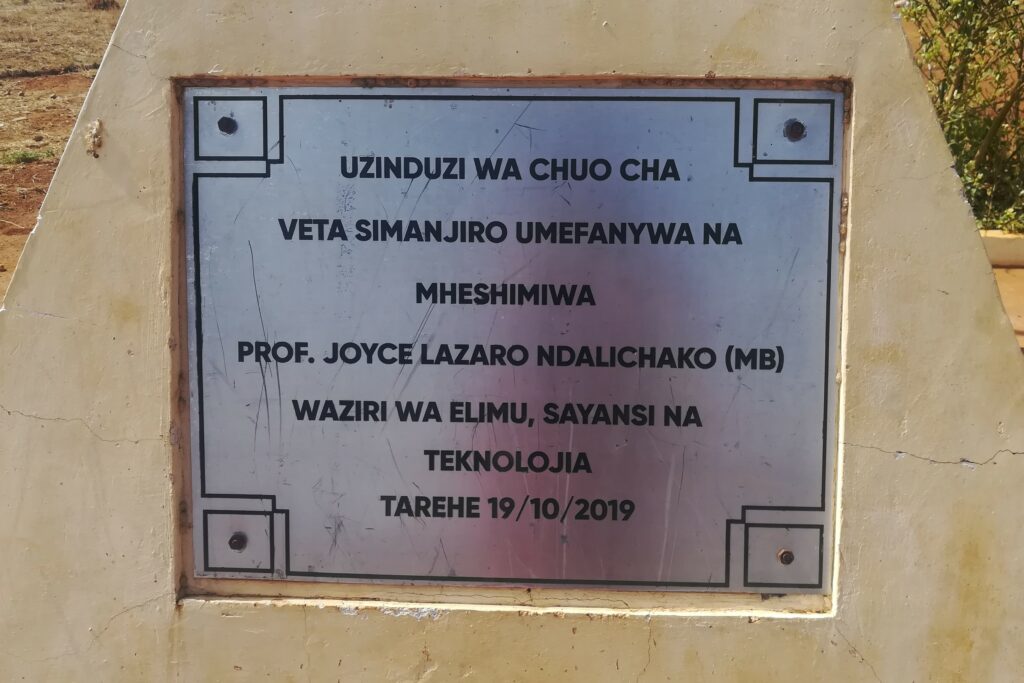 UZINDUZI WA CHUO CHA
VETA SIMANJIRO UMEFANYWA NA
MHESHIMIWA
PROF. JOYCE LAZARO NDALICHAKO (MB)
WAZIRI WA ELIMU, SAYANSI NA
TEKNOLOJIA
TAREHE 19/10/2019